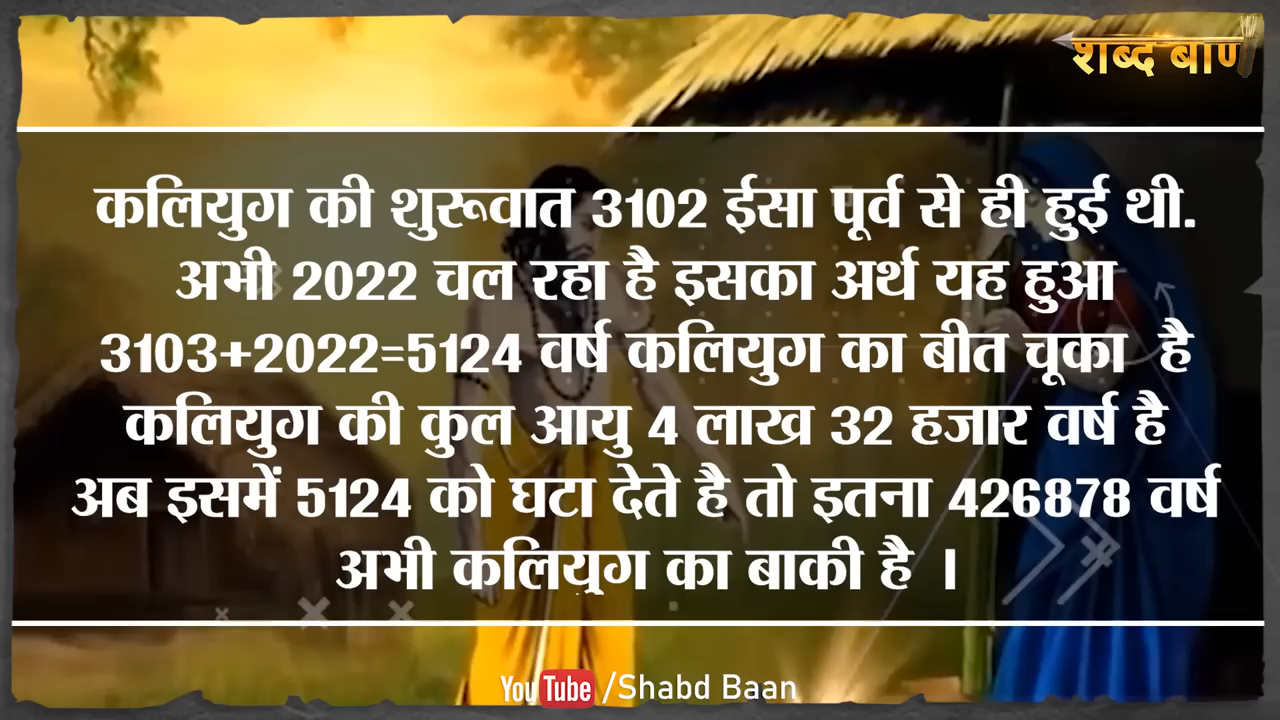 शब्द बाण
कलियुग की शुरूवात 3102 ईसा पूर्व से ही हुई थी.
अभी 2022 चल रहा है इसका अर्थ यह हुआ
3103+2022=5124 वर्ष कलियुग का बीत चूका है
कलियुग की कुल आयु 4 लाख 32 हजार वर्ष है
अब इसमें 5124 को घटा देते है तो इतना 426878 वर्ष
अभी कलियुग का बाकी है ।
YouTube /Shabd Baan